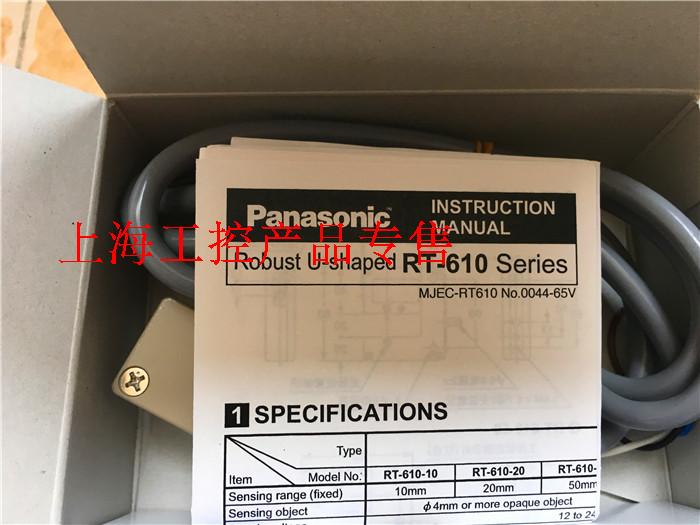 Panasonic
INSTRUCTION
MANUAL
上海工控产品专售
Robust U-shaped RT-610 Series
MJEC-RT610 No.0044-65V
1 SPECIFICATIONS
Type
Item Model No. RT-610-10 RT-610-20 RT-610-
Sensing range (fixed) 10mm 20mm 50mm
Sensing object φ4mm or more opaque object
12 to 24